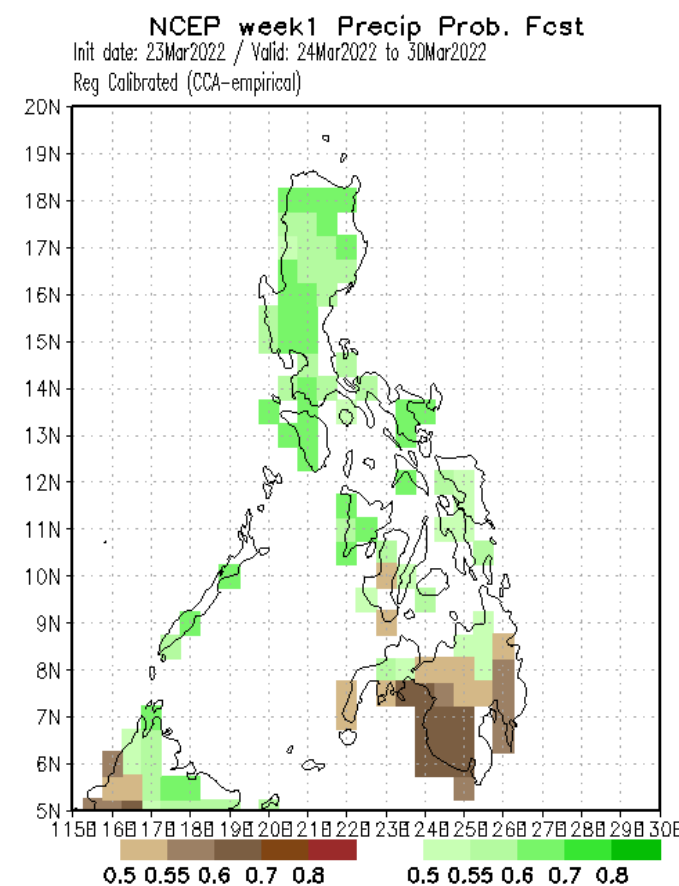 NCEP week1 Precip Prob. Fcst
Init date: 23Mar2022 / Valid: 24Mar2022 to 30Mar2022
Reg Calibrated (CCA-empirical)
20N
19N
18N
17N
16N
15N
14N
13N
12N
11N
10N
9N
8N
7N
6N
5N
115E 116E 117E 118E 119E 120E 121E 122E 123E 124E 125E 126E 127E 128E 129E 130E
0.5 0.55 0.6 0.7 0.8 0.5 0.55 0.6 0.7 0.8